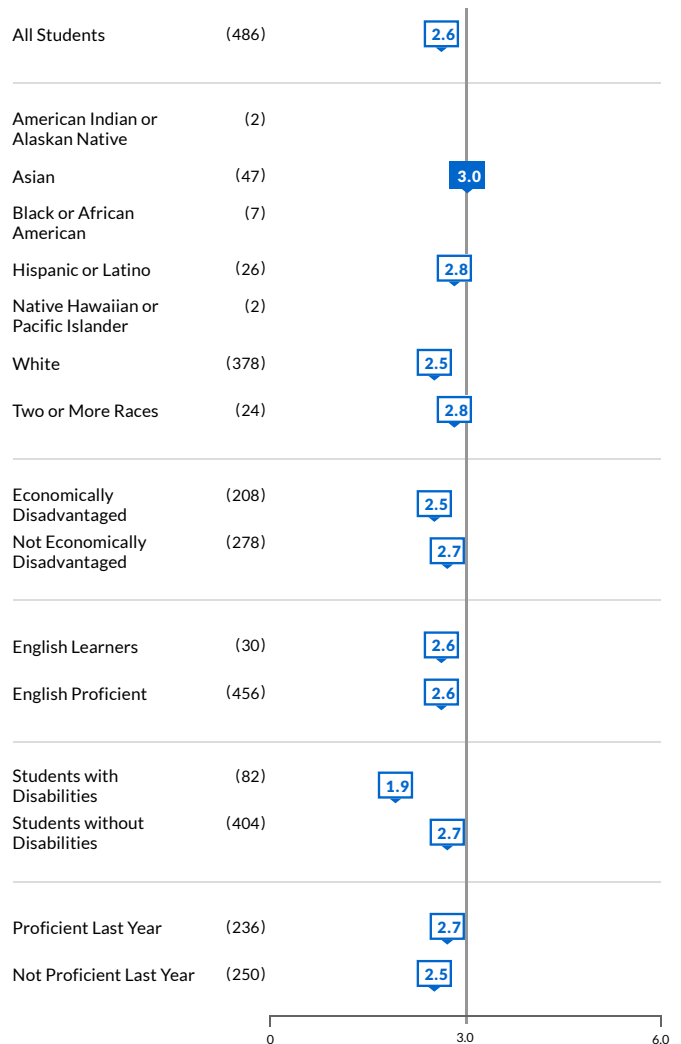 All Students (486) 2.6
American Indian or (2)
Alaskan Native
Asian (47) 3.0
Black or African (7)
American
Hispanic or Latino (26) 2.8
Native Hawaiian or (2)
Pacific Islander
White (378) 2.5
Two or More Races (24) 2.8
Economically (208) 2.5
Disadvantaged
Not Economically (278) 2.7
Disadvantaged
English Learners (30) 2.6
English Proficient (456) 2.6
Students with (82) 1.9
Disabilities
Students without (404) 2.7
Disabilities
Proficient Last Year (236) 2.7
Not Proficient Last Year (250) 2.5
0 3.0 6.0